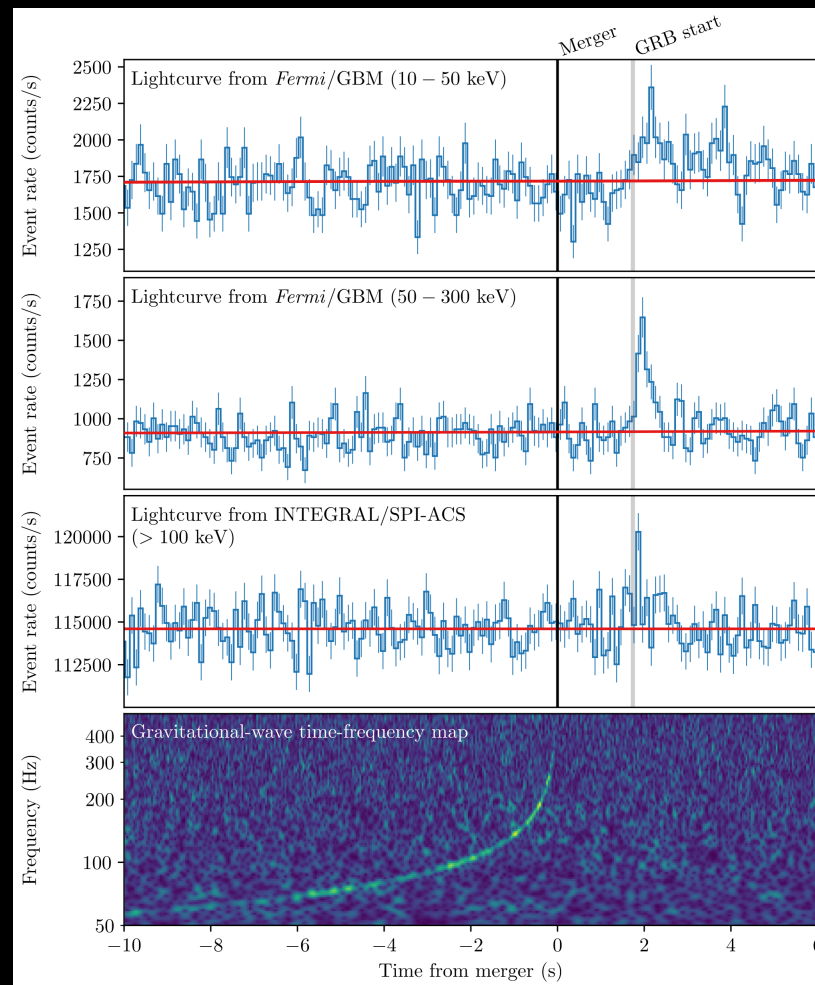 Merger
GRB start
Lightcurve from Fermi/GBM (10 − 50 keV)
Event rate (counts/s)
2500
2250
2000
1750
1500
1250
Lightcurve from Fermi/GBM (50 − 300 keV)
Event rate (counts/s)
1750
1500
1250
1000
750
Lightcurve from INTEGRAL/SPI-ACS
(> 100 keV)
Event rate (counts/s)
120000
117500
115000
112500
Gravitational-wave time-frequency map
Frequency (Hz)
400
300
200
100
50
−10 −8 −6 −4 −2 0 2 4 6
Time from merger (s)